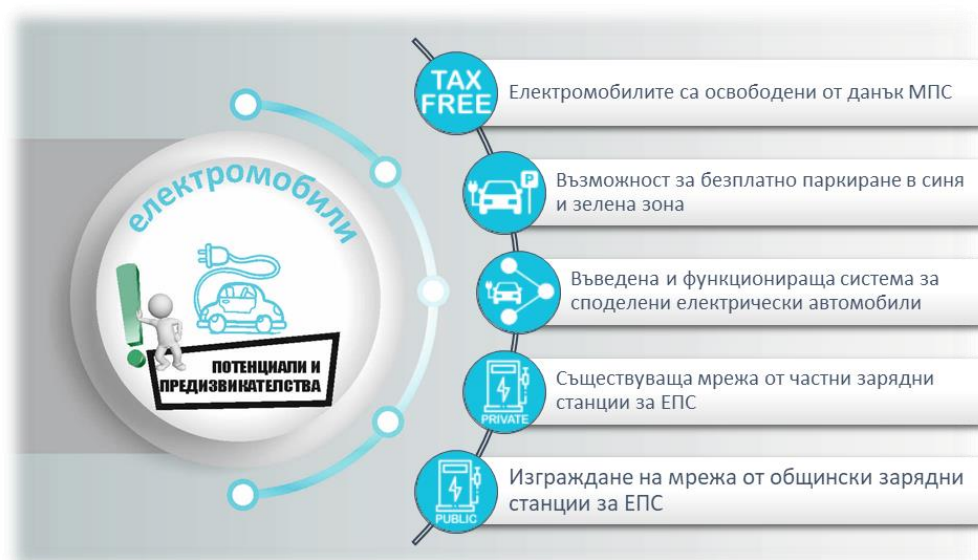 електромобили
ПОТЕНЦИАЛИ И
ПРЕДИЗВИКАТЕЛСТВА
TAX
FREE
Електромобилите са освободени от данък МПС
P
Възможност за безплатно паркиране в синя
и зелена зона
Въведена и функционираща система за
споделени електрически автомобили
PRIVATE
Съществуваща мрежа от частни зарядни
станции за ЕПС
PUBLIC
Изграждане на мрежа от общински зарядни
станции за ЕПС